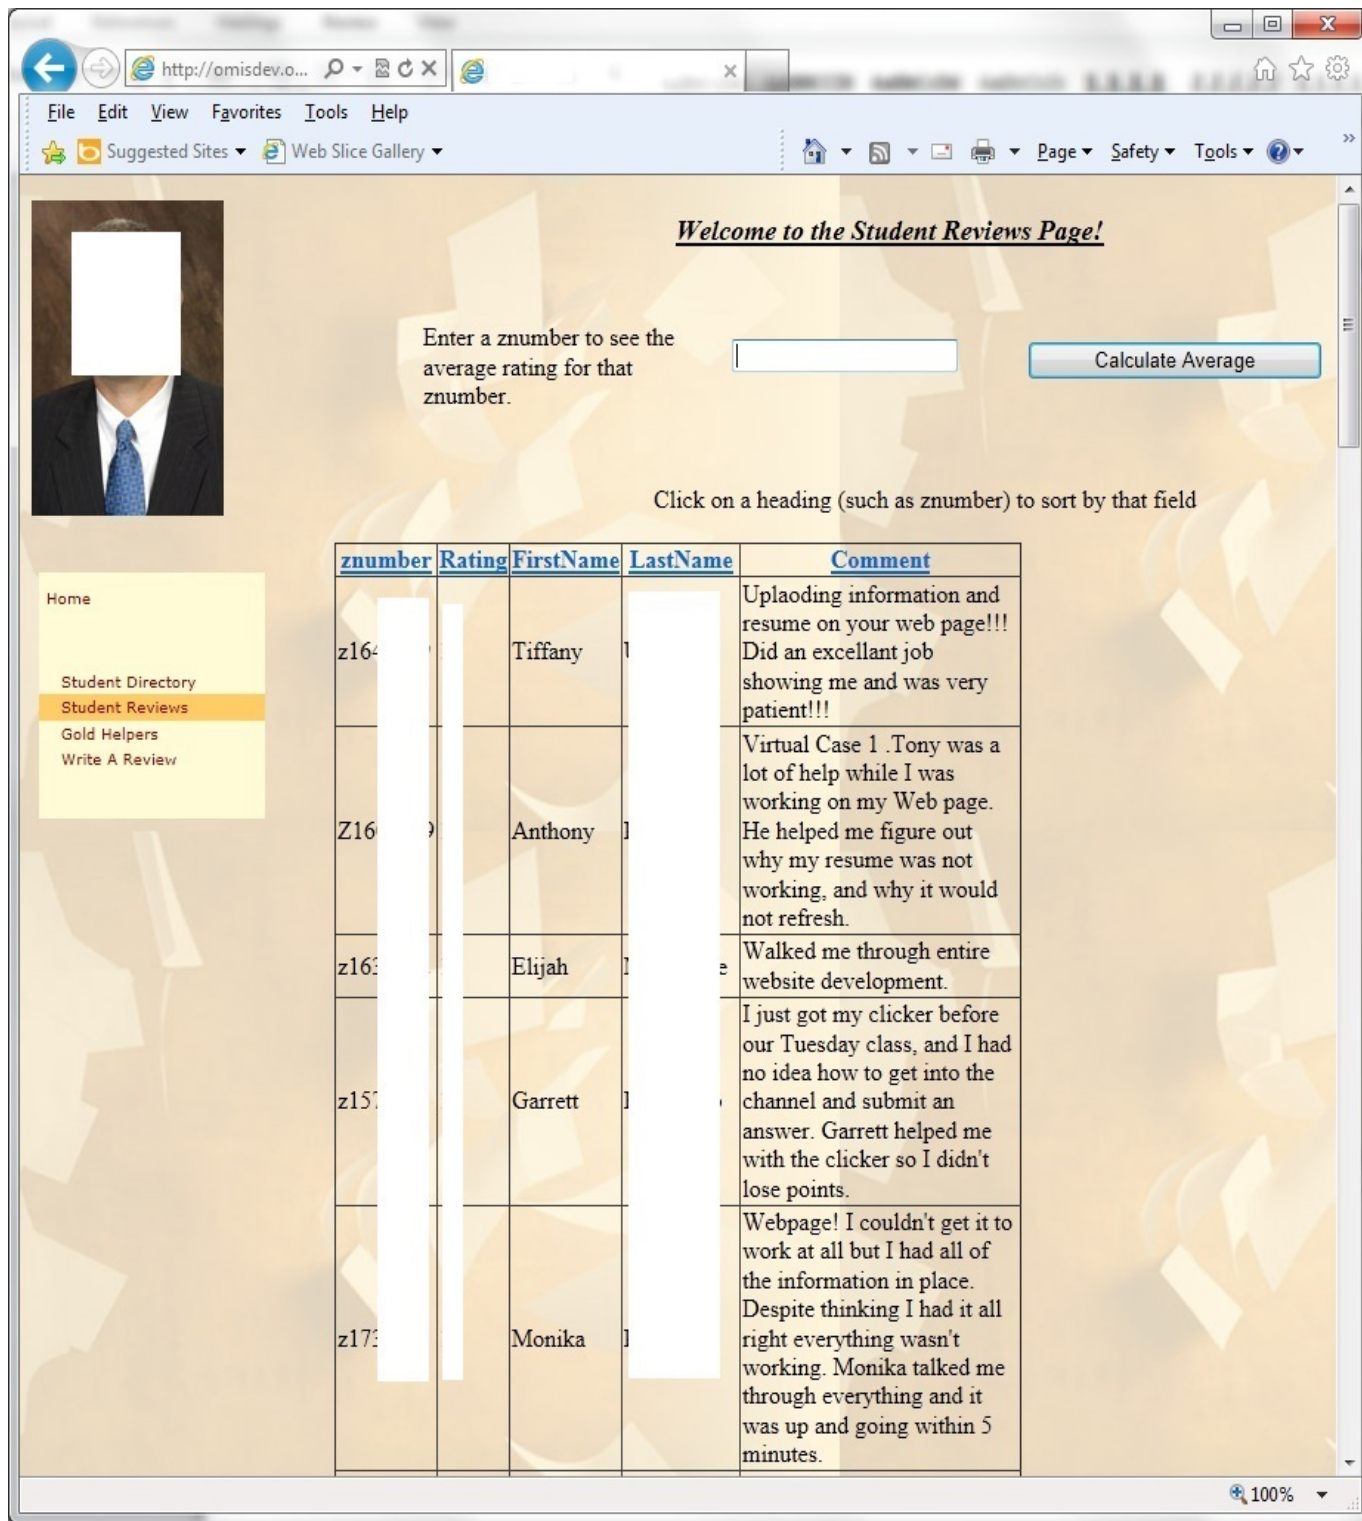 http://omisdev.o...
File Edit View Favorites Tools Help
Suggested Sites Web Slice Gallery Page Safety Tools
Welcome to the Student Reviews Page!
Enter a znumber to see the
average rating for that
znumber.
Calculate Average
Click on a heading (such as znumber) to sort by that field
Home
Student Directory
Student Reviews
Gold Helpers
Write A Review
znumber Rating FirstName LastName Comment
z164 Tiffany
Uplaoding information and
resume on your web page!!!
Did an excellant job
showing me and was very
patient!!!
Z16 9 Anthony
Virtual Case 1 .Tony was a
lot of help while I was
working on my Web page.
He helped me figure out
why my resume was not
working, and why it would
not refresh.
z163 Elijah e
Walked me through entire
website development.
z157 Garrett
I just got my clicker before
our Tuesday class, and I had
no idea how to get into the
channel and submit an
answer. Garrett helped me
with the clicker so I didn't
lose points.
z173 Monika
Webpage! I couldn't get it to
work at all but I had all of
the information in place.
Despite thinking I had it all
right everything wasn't
working. Monika talked me
through everything and it
was up and going within 5
minutes.
100%